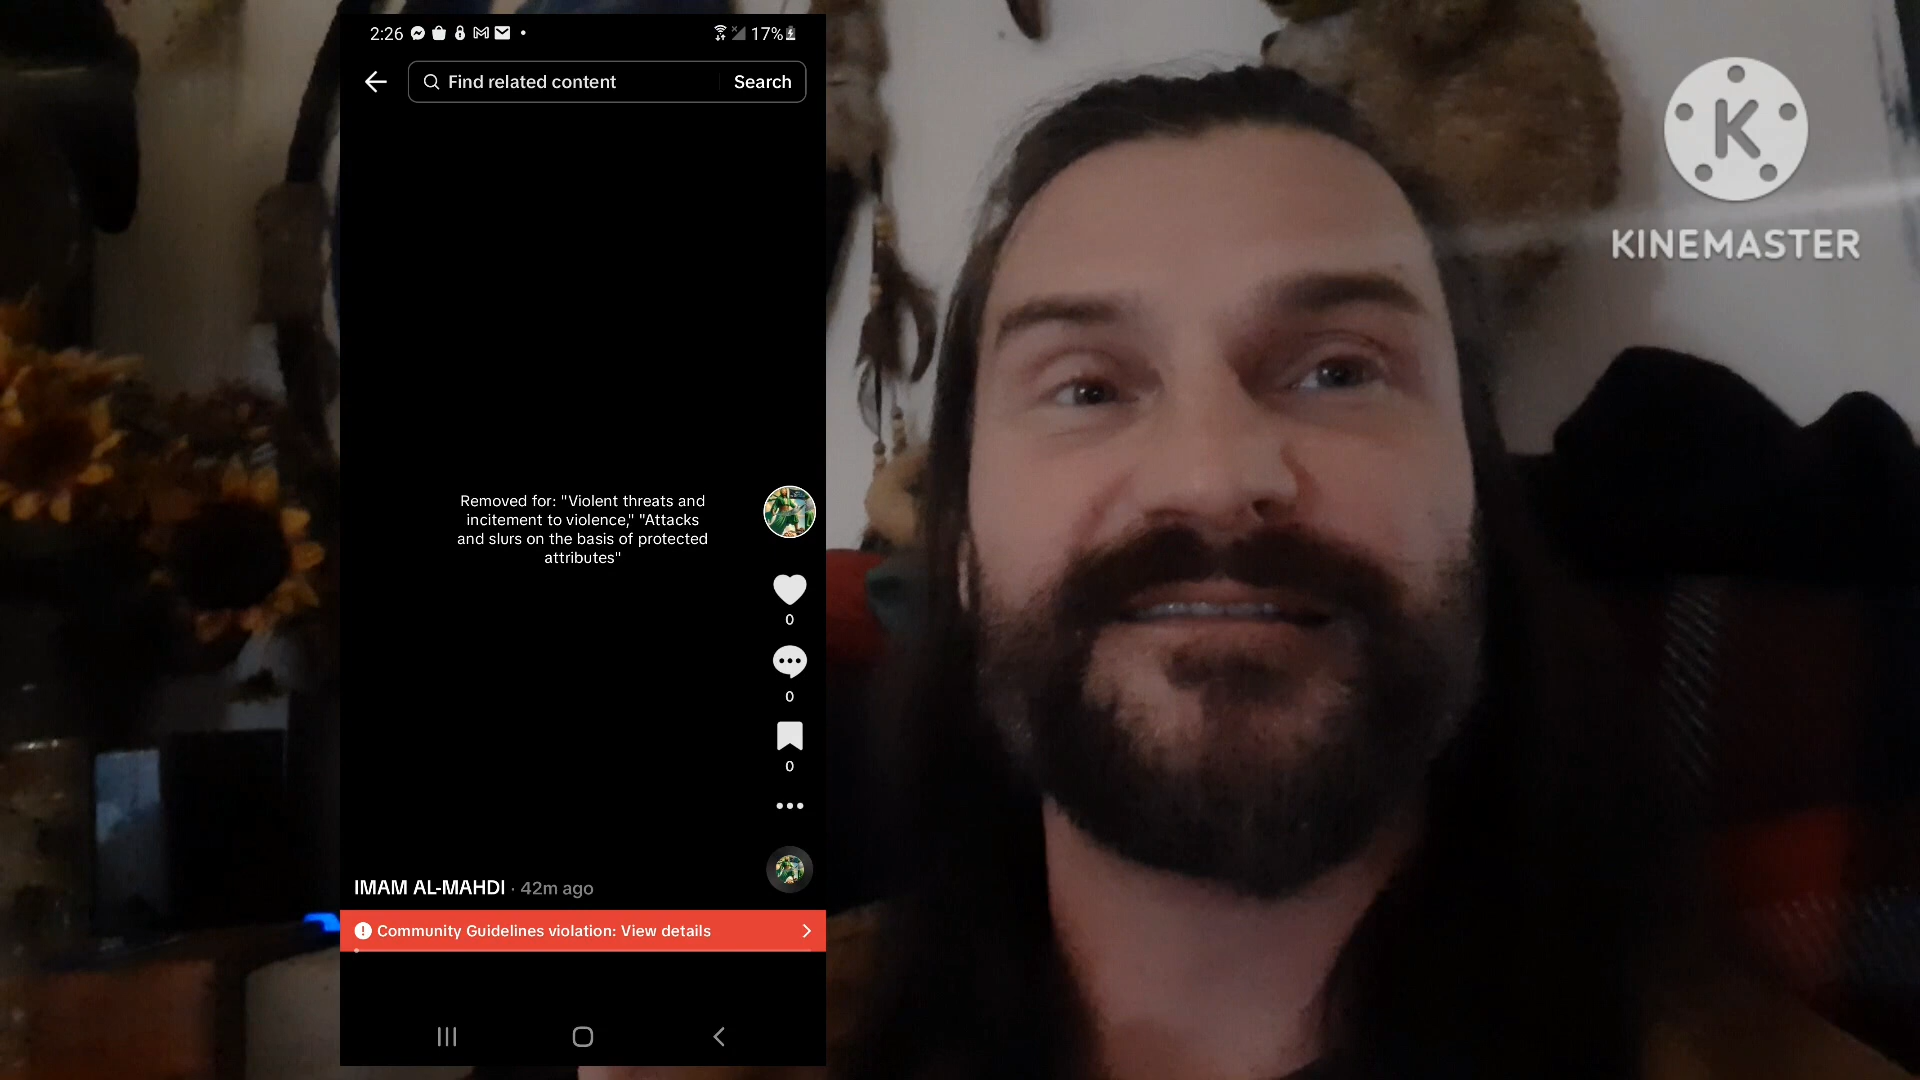 2:26
17%
Find related content
Search
KINEMASTER
Removed for: "Violent threats and
incitement to violence," "Attacks
and slurs on the basis of protected
attributes"
0
0
0
IMAM AL-MAHDI · 42m ago
Community Guidelines violation: View details